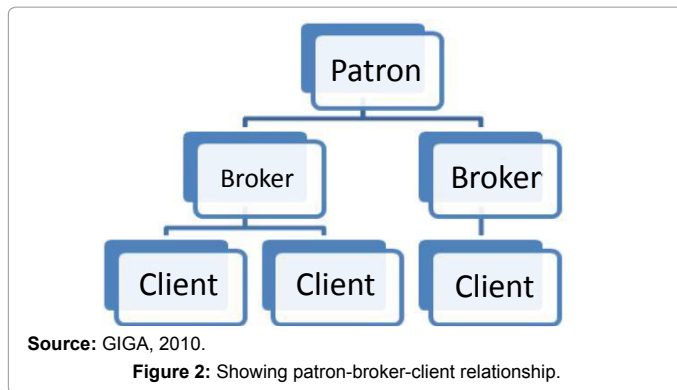 Patron
Broker
Broker
Client
Client
Client
Source: GIGA, 2010.
Figure 2: Showing patron-broker-client relationship.